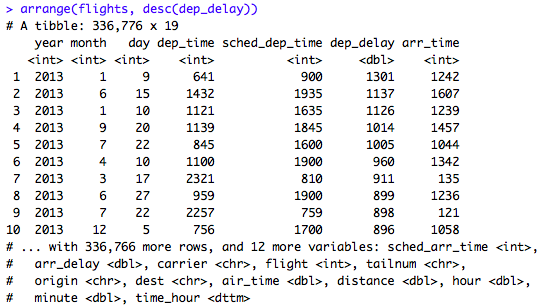 > arrange(flights, desc(dep_delay))
# A tibble: 336,776 x 19
year month day dep_time sched_dep_time dep_delay arr_time
<int> <int> <int> <int> <int> <dbl> <int>
1 2013 1 9 641 900 1301 1242
2 2013 6 15 1432 1935 1137 1607
3 2013 1 10 1121 1635 1126 1239
4 2013 9 20 1139 1845 1014 1457
5 2013 7 22 845 1600 1005 1044
6 2013 4 10 1100 1900 960 1342
7 2013 3 17 2321 810 911 135
8 2013 6 27 959 1900 899 1236
9 2013 7 22 2257 759 898 121
10 2013 12 5 756 1700 896 1058
# ... with 336,766 more rows, and 12 more variables: sched_arr_time <int>,
# arr_delay <dbl>, carrier <chr>, flight <int>, tailnum <chr>,
# origin <chr>, dest <chr>, air_time <dbl>, distance <dbl>, hour <dbl>,
# minute <dbl>, time_hour <dttm>